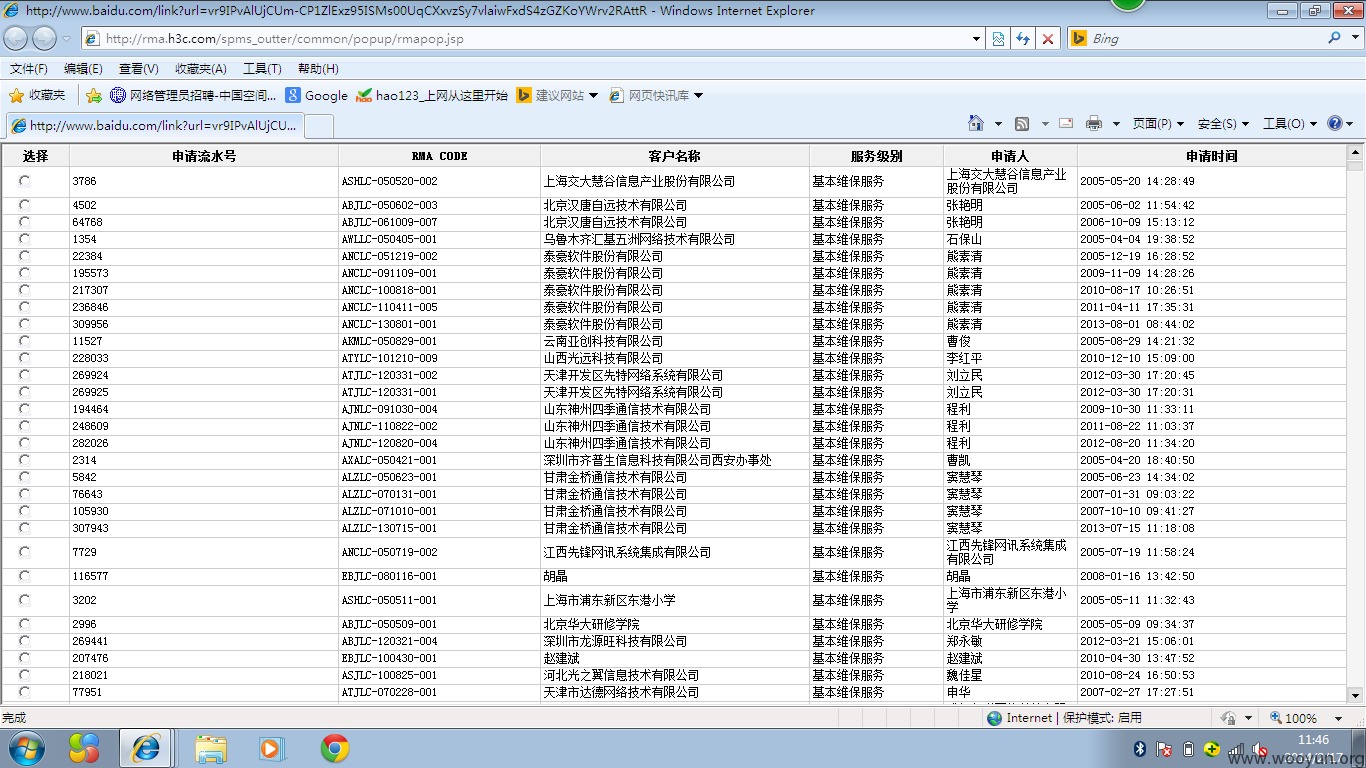 http://www.baidu.com/link?url=vr9IPvAlUjCUm-CP1ZlExz95ISMs00UqCXxvzSy7vlaiwFxdS4zGZKoYWrv2RAttR - Windows Internet Explorer
http://rma.h3c.com/spms_outter/common/popup/rmapop.jsp Bing
文件(F) 编辑(E) 查看(V) 收藏夹(A) 工具(T) 帮助(H)
收藏夹 网络管理员招聘-中国空间... Google hao123_上网从这里开始 建议网站 网页快讯库
http://www.baidu.com/link?url=vr9IPvAlUjCU... 页面(P) 安全(S) 工具(O)
选择 申请流水号 RMA CODE 客户名称 服务级别 申请人 申请时间
3786 ASHLC-050520-002 上海交大慧谷信息产业股份有限公司 基本维保服务 上海交大慧谷信息产业股份有限公司 2005-05-20 14:28:49
4502 ABJLC-050602-003 北京汉唐自远技术有限公司 基本维保服务 张艳明 2005-06-02 11:54:42
64768 ABJLC-061009-007 北京汉唐自远技术有限公司 基本维保服务 张艳明 2006-10-09 15:13:12
1354 AWLLC-050405-001 乌鲁木齐汇基五洲网络技术有限公司 基本维保服务 石保山 2005-04-04 19:38:52
22384 ANCLC-051219-002 泰豪软件股份有限公司 基本维保服务 熊素清 2005-12-19 16:28:52
195573 ANCLC-091109-001 泰豪软件股份有限公司 基本维保服务 熊素清 2009-11-09 14:28:26
217307 ANCLC-100818-001 泰豪软件股份有限公司 基本维保服务 熊素清 2010-08-17 10:26:51
236846 ANCLC-110411-005 泰豪软件股份有限公司 基本维保服务 熊素清 2011-04-11 17:35:31
309956 ANCLC-130801-001 泰豪软件股份有限公司 基本维保服务 熊素清 2013-08-01 08:44:02
11527 AKMLC-050829-001 云南亚创科技有限公司 基本维保服务 曹俊 2005-08-29 14:21:32
228033 ATYLC-101210-009 山西光远科技有限公司 基本维保服务 李红平 2010-12-10 15:09:00
269924 ATJLC-120331-002 天津开发区先特网络系统有限公司 基本维保服务 刘立民 2012-03-30 17:20:45
269925 ATJLC-120331-001 天津开发区先特网络系统有限公司 基本维保服务 刘立民 2012-03-30 17:20:31
194464 AJNLC-091030-004 山东神州四季通信技术有限公司 基本维保服务 程利 2009-10-30 11:33:11
248609 AJNLC-110822-002 山东神州四季通信技术有限公司 基本维保服务 程利 2011-08-22 11:03:37
282026 AJNLC-120820-004 山东神州四季通信技术有限公司 基本维保服务 程利 2012-08-20 11:34:20
2314 AXALC-050421-001 深圳市齐普生信息科技有限公司西安办事处 基本维保服务 曹凯 2005-04-20 18:40:50
5842 ALZLC-050623-001 甘肃金桥通信技术有限公司 基本维保服务 窦慧琴 2005-06-23 14:34:02
76643 ALZLC-070131-001 甘肃金桥通信技术有限公司 基本维保服务 窦慧琴 2007-01-31 09:03:22
105930 ALZLC-071010-001 甘肃金桥通信技术有限公司 基本维保服务 窦慧琴 2007-10-10 09:41:27
307943 ALZLC-130715-001 甘肃金桥通信技术有限公司 基本维保服务 窦慧琴 2013-07-15 11:18:08
7729 ANCLC-050719-002 江西先锋网讯系统集成有限公司 基本维保服务 江西先锋网讯系统集成有限公司 2005-07-19 11:58:24
116577 EBJLC-080116-001 胡晶 基本维保服务 胡晶 2008-01-16 13:42:50
3202 ASHLC-050511-001 上海市浦东新区东港小学 基本维保服务 上海市浦东新区东港小学 2005-05-11 11:32:43
2996 ABJLC-050509-001 北京华大研修学院 基本维保服务 北京华大研修学院 2005-05-09 09:34:37
269441 ABJLC-120321-004 深圳市龙源旺科技有限公司 基本维保服务 郑永敏 2012-03-21 15:06:01
207476 EBJLC-100430-001 赵建斌 基本维保服务 赵建斌 2010-04-30 13:47:52
218021 ASJLC-100825-001 河北光之翼信息技术有限公司 基本维保服务 魏佳星 2010-08-24 16:50:53
77951 ATJLC-070228-001 天津市达德网络技术有限公司 基本维保服务 申华 2007-02-27 17:27:51
完成 Internet | 保护模式: 启用 100%
11:46
www.wooyun.org